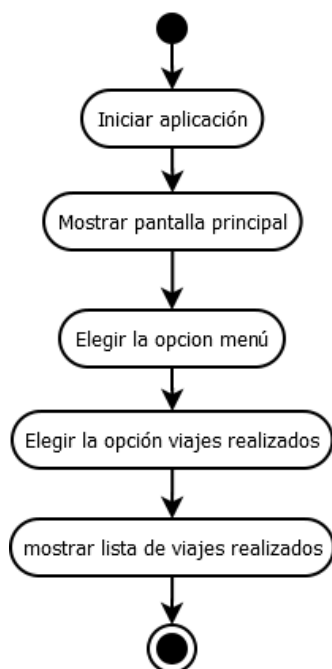 Iniciar aplicación
Mostrar pantalla principal
Elegir la opcion menú
Elegir la opción viajes realizados
mostrar lista de viajes realizados